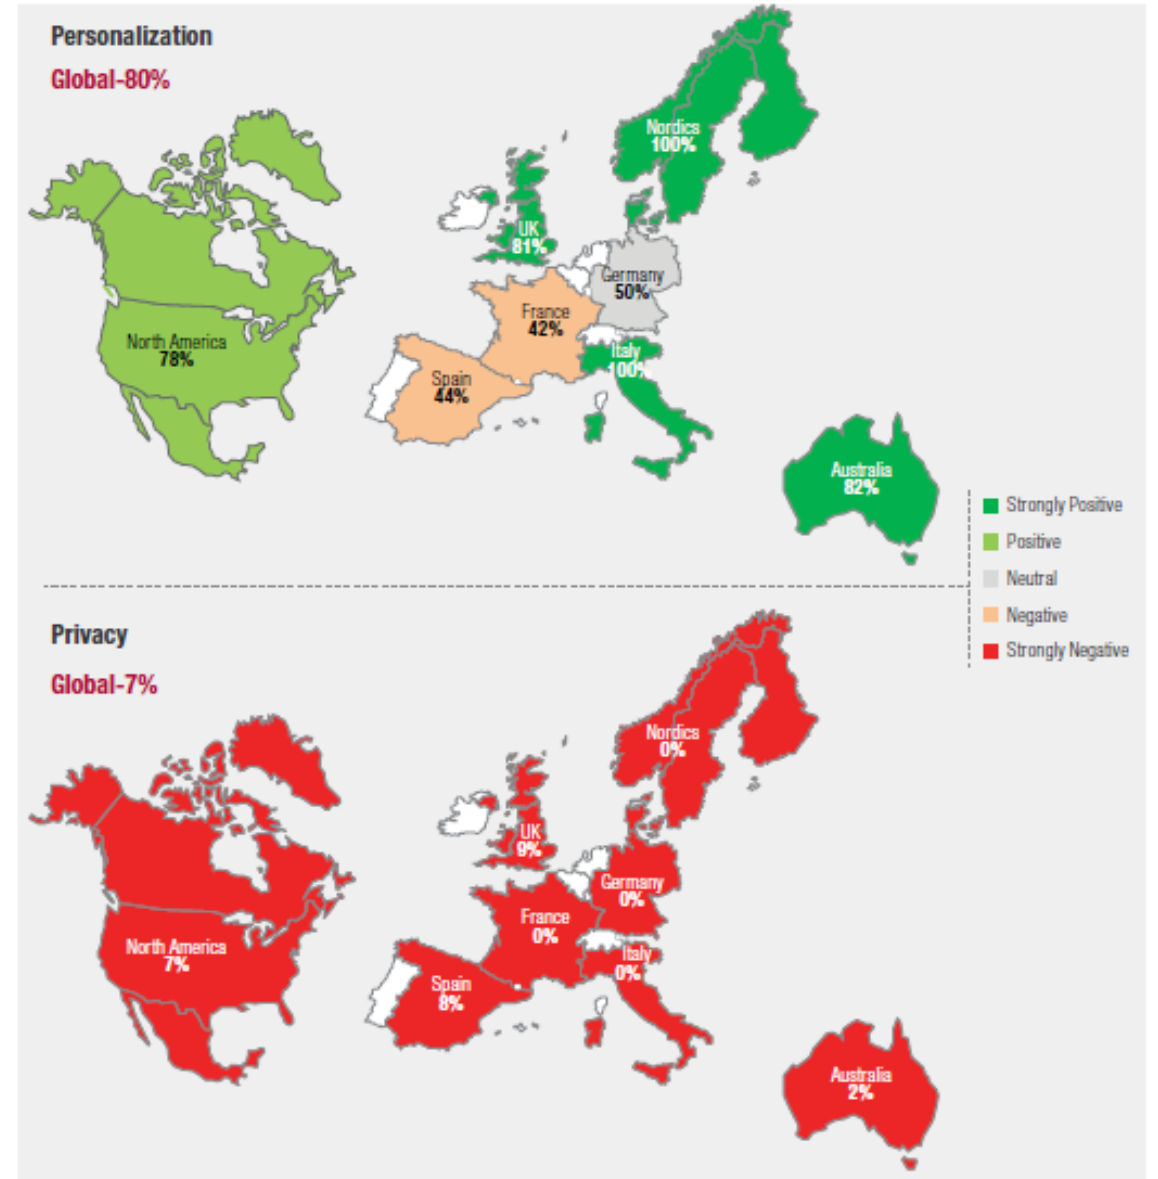 Personalization
Global-80%
Nordics
100%
UK
81%
Germany
50%
France
42%
North America
78%
Italy
100%
Spain
44%
Australia
82%
Strongly Positive
Positive
Neutral
Negative
Strongly Negative
Privacy
Global-7%
Nordics
0%
UK
9%
Germany
0%
France
0%
North America
7%
Italy
0%
Spain
8%
Australia
2%